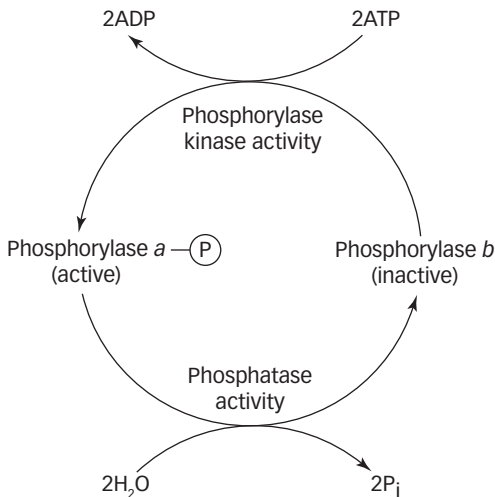 2ADP
2ATP
Phosphorylase
kinase activity
Phosphorylase a
P
(active)
Phosphorylase b
(inactive)
Phosphatase
activity
2H₂O
2Pᵢ